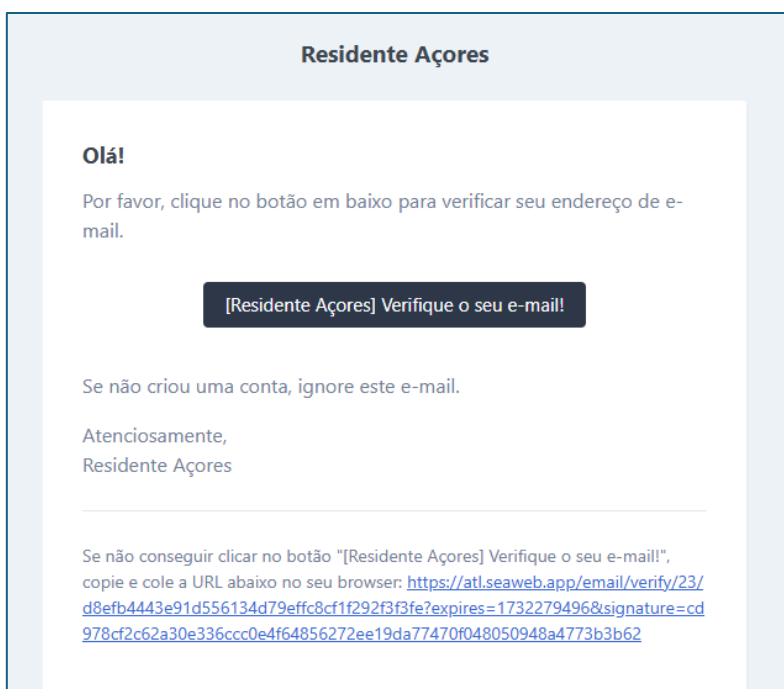 Residente Açores
Olá!
Por favor, clique no botão em baixo para verificar seu endereço de e-
mail.
[Residente Açores] Verifique o seu e-mail!
Se não criou uma conta, ignore este e-mail.
Atenciosamente,
Residente Açores
Se não conseguir clicar no botão "[Residente Açores] Verifique o seu e-mail!",
copie e cole a URL abaixo no seu browser: https://atl.seaweb.app/email/verify/23/
d8efb4443e91d556134d79effc8cf1f292f3f3fe?expires=1732279496&signature=cd
978cf2c62a30e336ccc0e4f64856272ee19da77470f048050948a4773b3b62